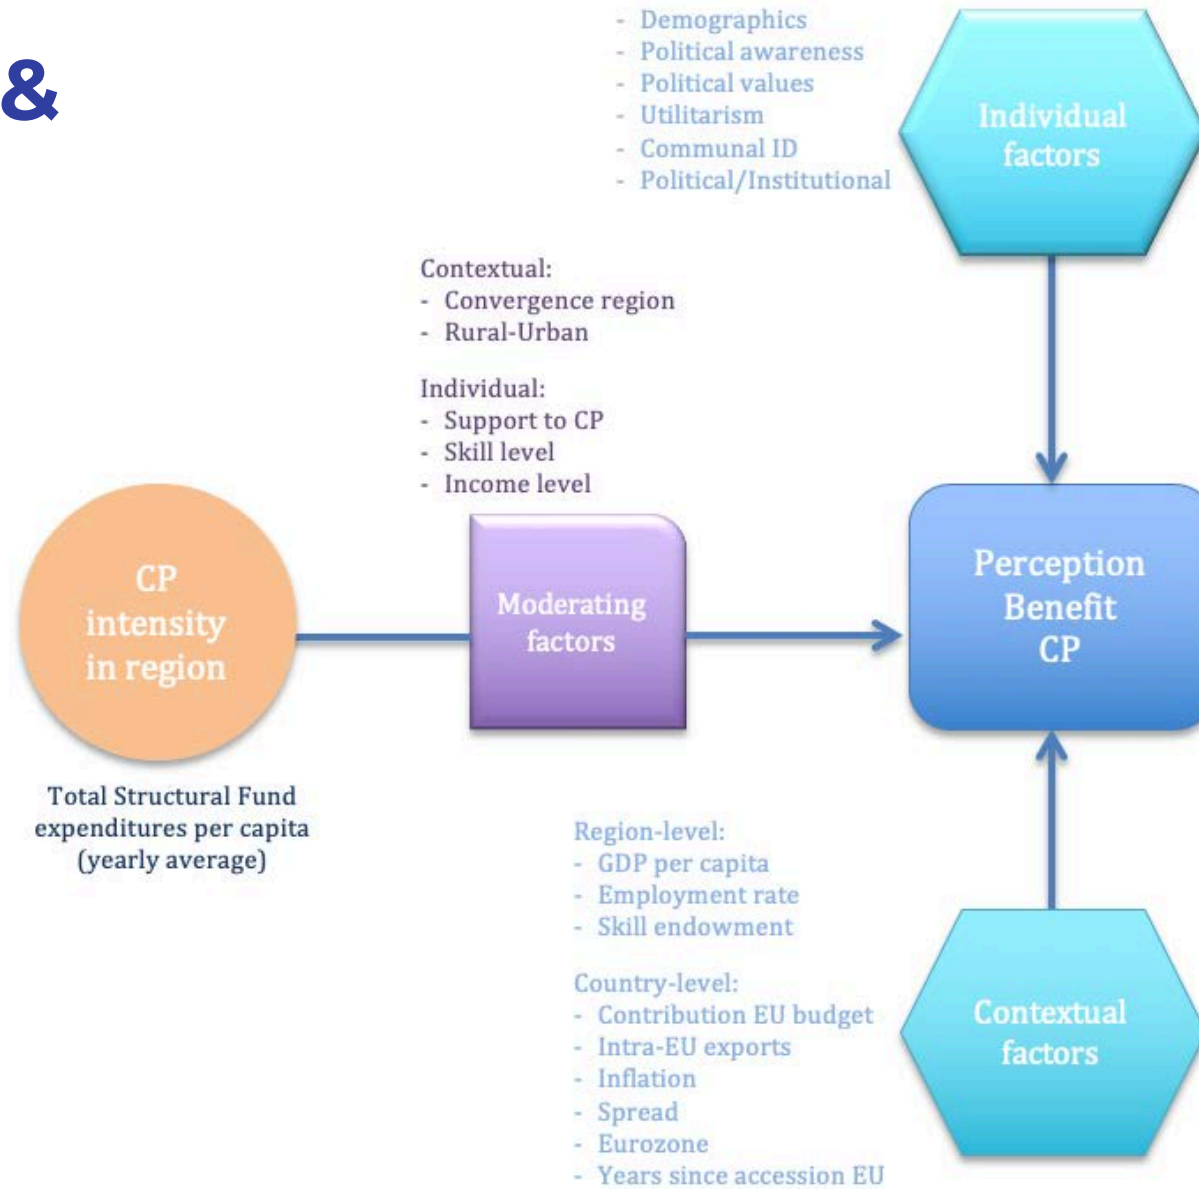 &
- Demographics
- Political awareness
- Political values
- Utilitarism
- Communal ID
- Political/Institutional
Individual
factors
Contextual:
- Convergence region
- Rural-Urban
Individual:
- Support to CP
- Skill level
- Income level
CP
intensity
in region
Moderating
factors
Perception
Benefit
CP
Total Structural Fund
expenditures per capita
(yearly average)
Region-level:
- GDP per capita
- Employment rate
- Skill endowment
Country-level:
- Contribution EU budget
- Intra-EU exports
- Inflation
- Spread
- Eurozone
- Years since accession EU
Contextual
factors